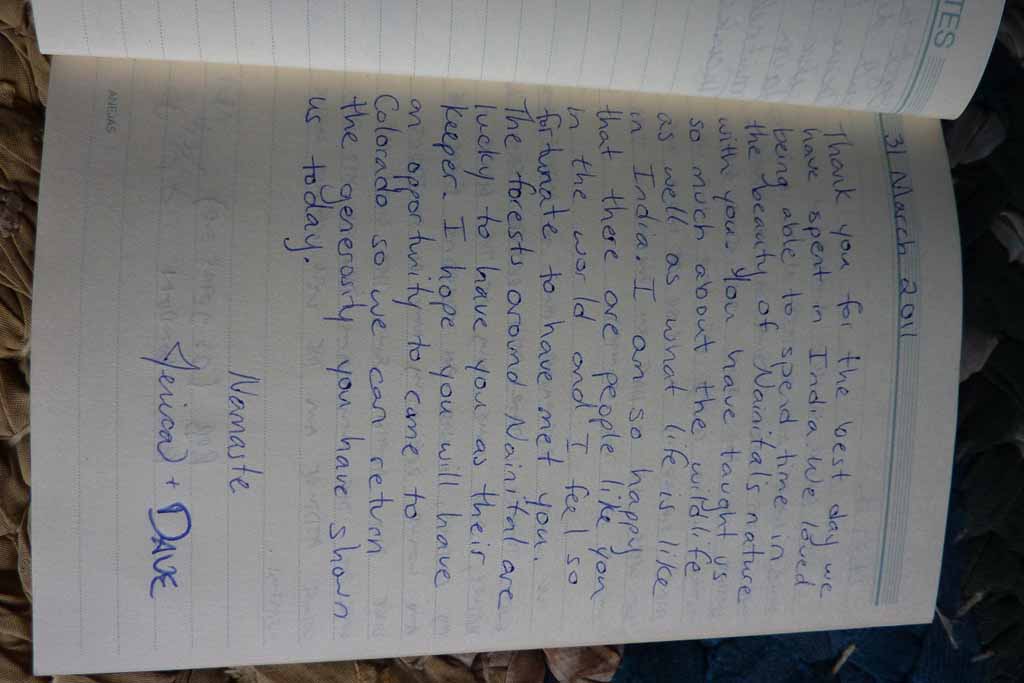 TES
31 March 2011
Thank you for the best day we
have spent in India. We loved
being able to spend time in
the beauty of Nainital's nature
with you. You have taught us
so much about the wildlife
as well as what life is like
in India. I am so happy
that there are people like you
in the world and I feel so
fortunate to have met you.
The forests around Nainital are
lucky to have you as their
keeper. I hope you will have
an opportunity to come to
Colorado so we can return
the generosity you have shown
us today.
Namaste
Jerica + DAVE